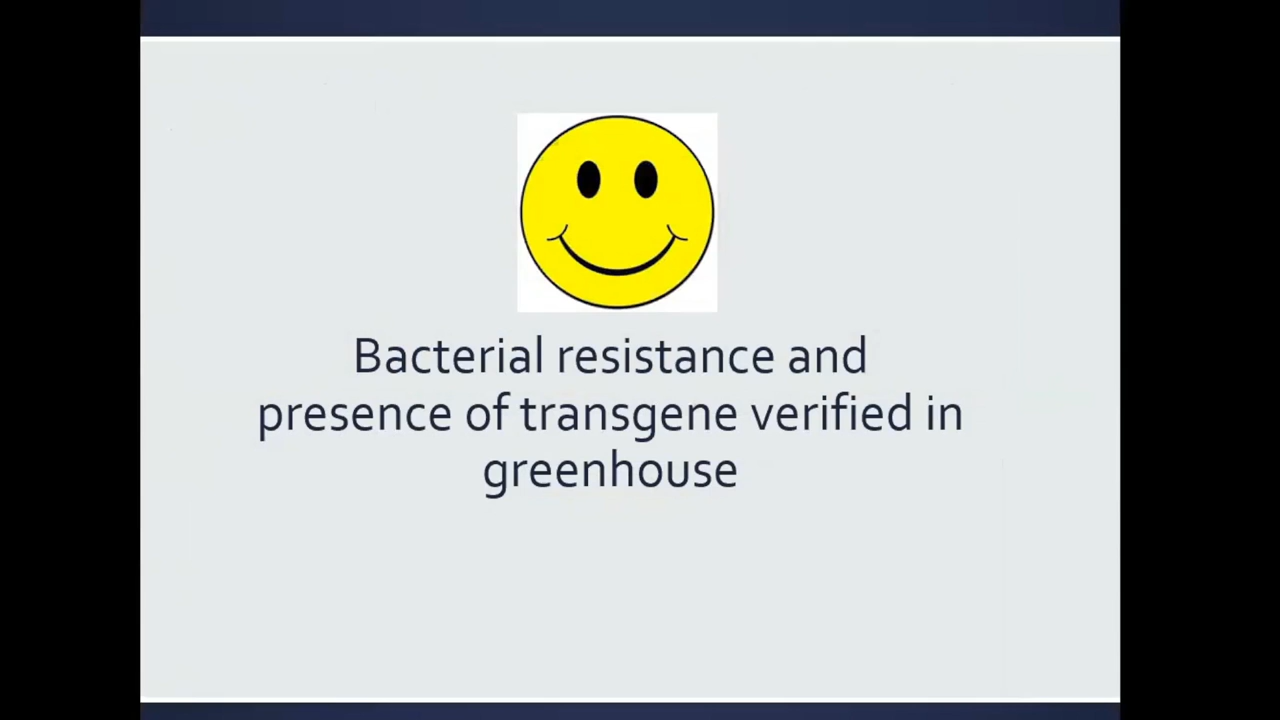 Bacterial resistance and
presence of transgene verified in
greenhouse